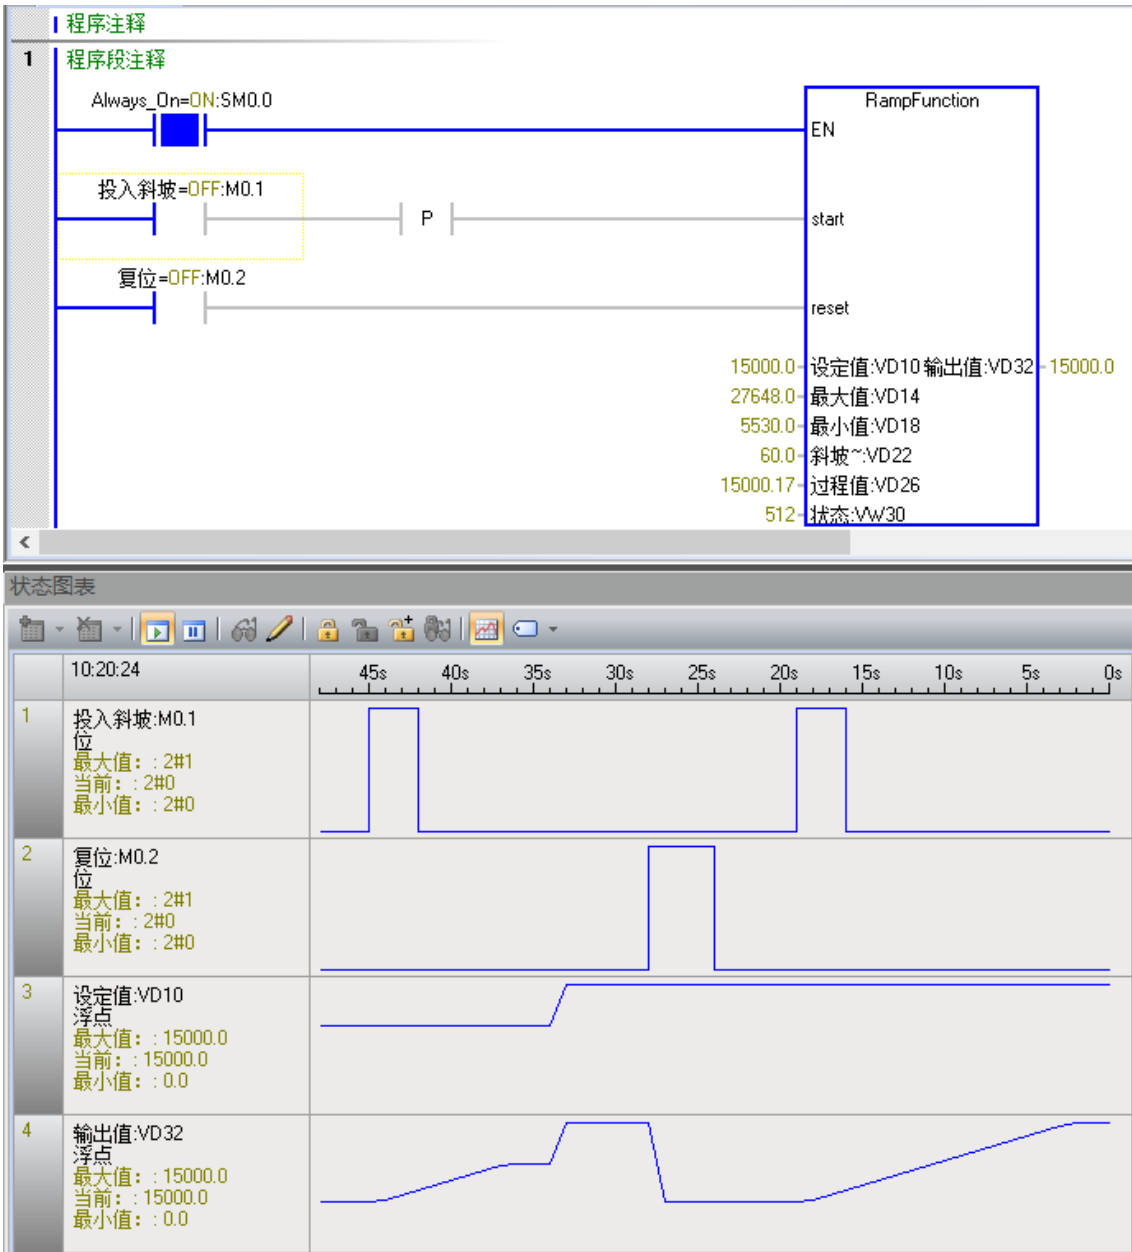 程序注释
1 程序段注释
Always_On=ON:SM0.0
RampFunction
EN
投入斜坡=OFF:M0.1
P
start
复位=OFF:M0.2
reset
15000.0 设定值:VD10 输出值:VD32 15000.0
27648.0 最大值:VD14
5530.0 最小值:VD18
60.0 斜坡~:VD22
15000.17 过程值:VD26
512 状态:VW30
状态图表
10:20:24 45s 40s 35s 30s 25s 20s 15s 10s 5s 0s
1 投入斜坡:M0.1
位
最大值：: 2#1
当前：: 2#0
最小值：: 2#0
2 复位:M0.2
位
最大值：: 2#1
当前：: 2#0
最小值：: 2#0
3 设定值:VD10
浮点
最大值：: 15000.0
当前：: 15000.0
最小值：: 0.0
4 输出值:VD32
浮点
最大值：: 15000.0
当前：: 15000.0
最小值：: 0.0